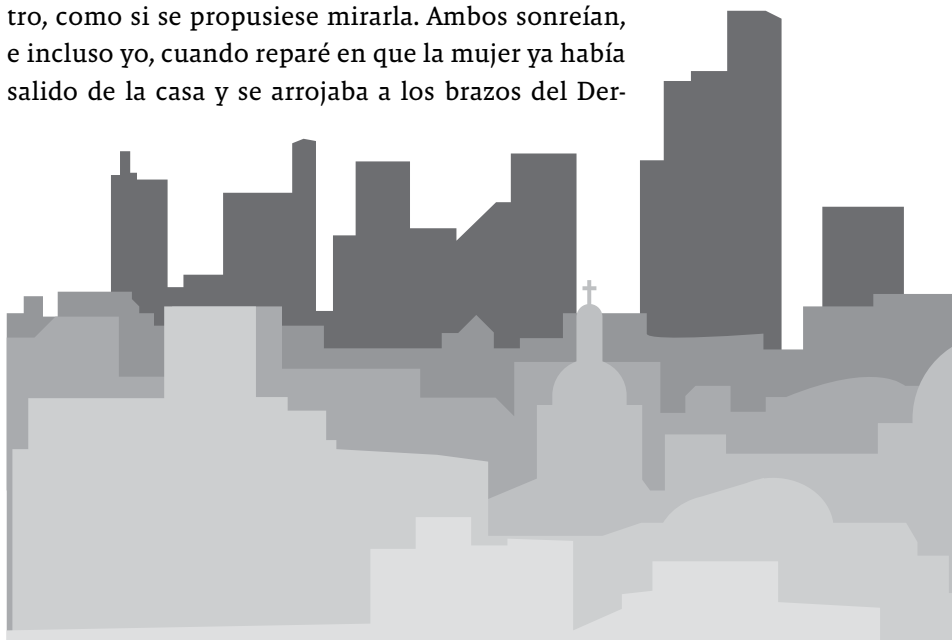 tro, como si se propusiese mirarla. Ambos sonreían,
e incluso yo, cuando reparé en que la mujer ya había
salido de la casa y se arrojaba a los brazos del Der-